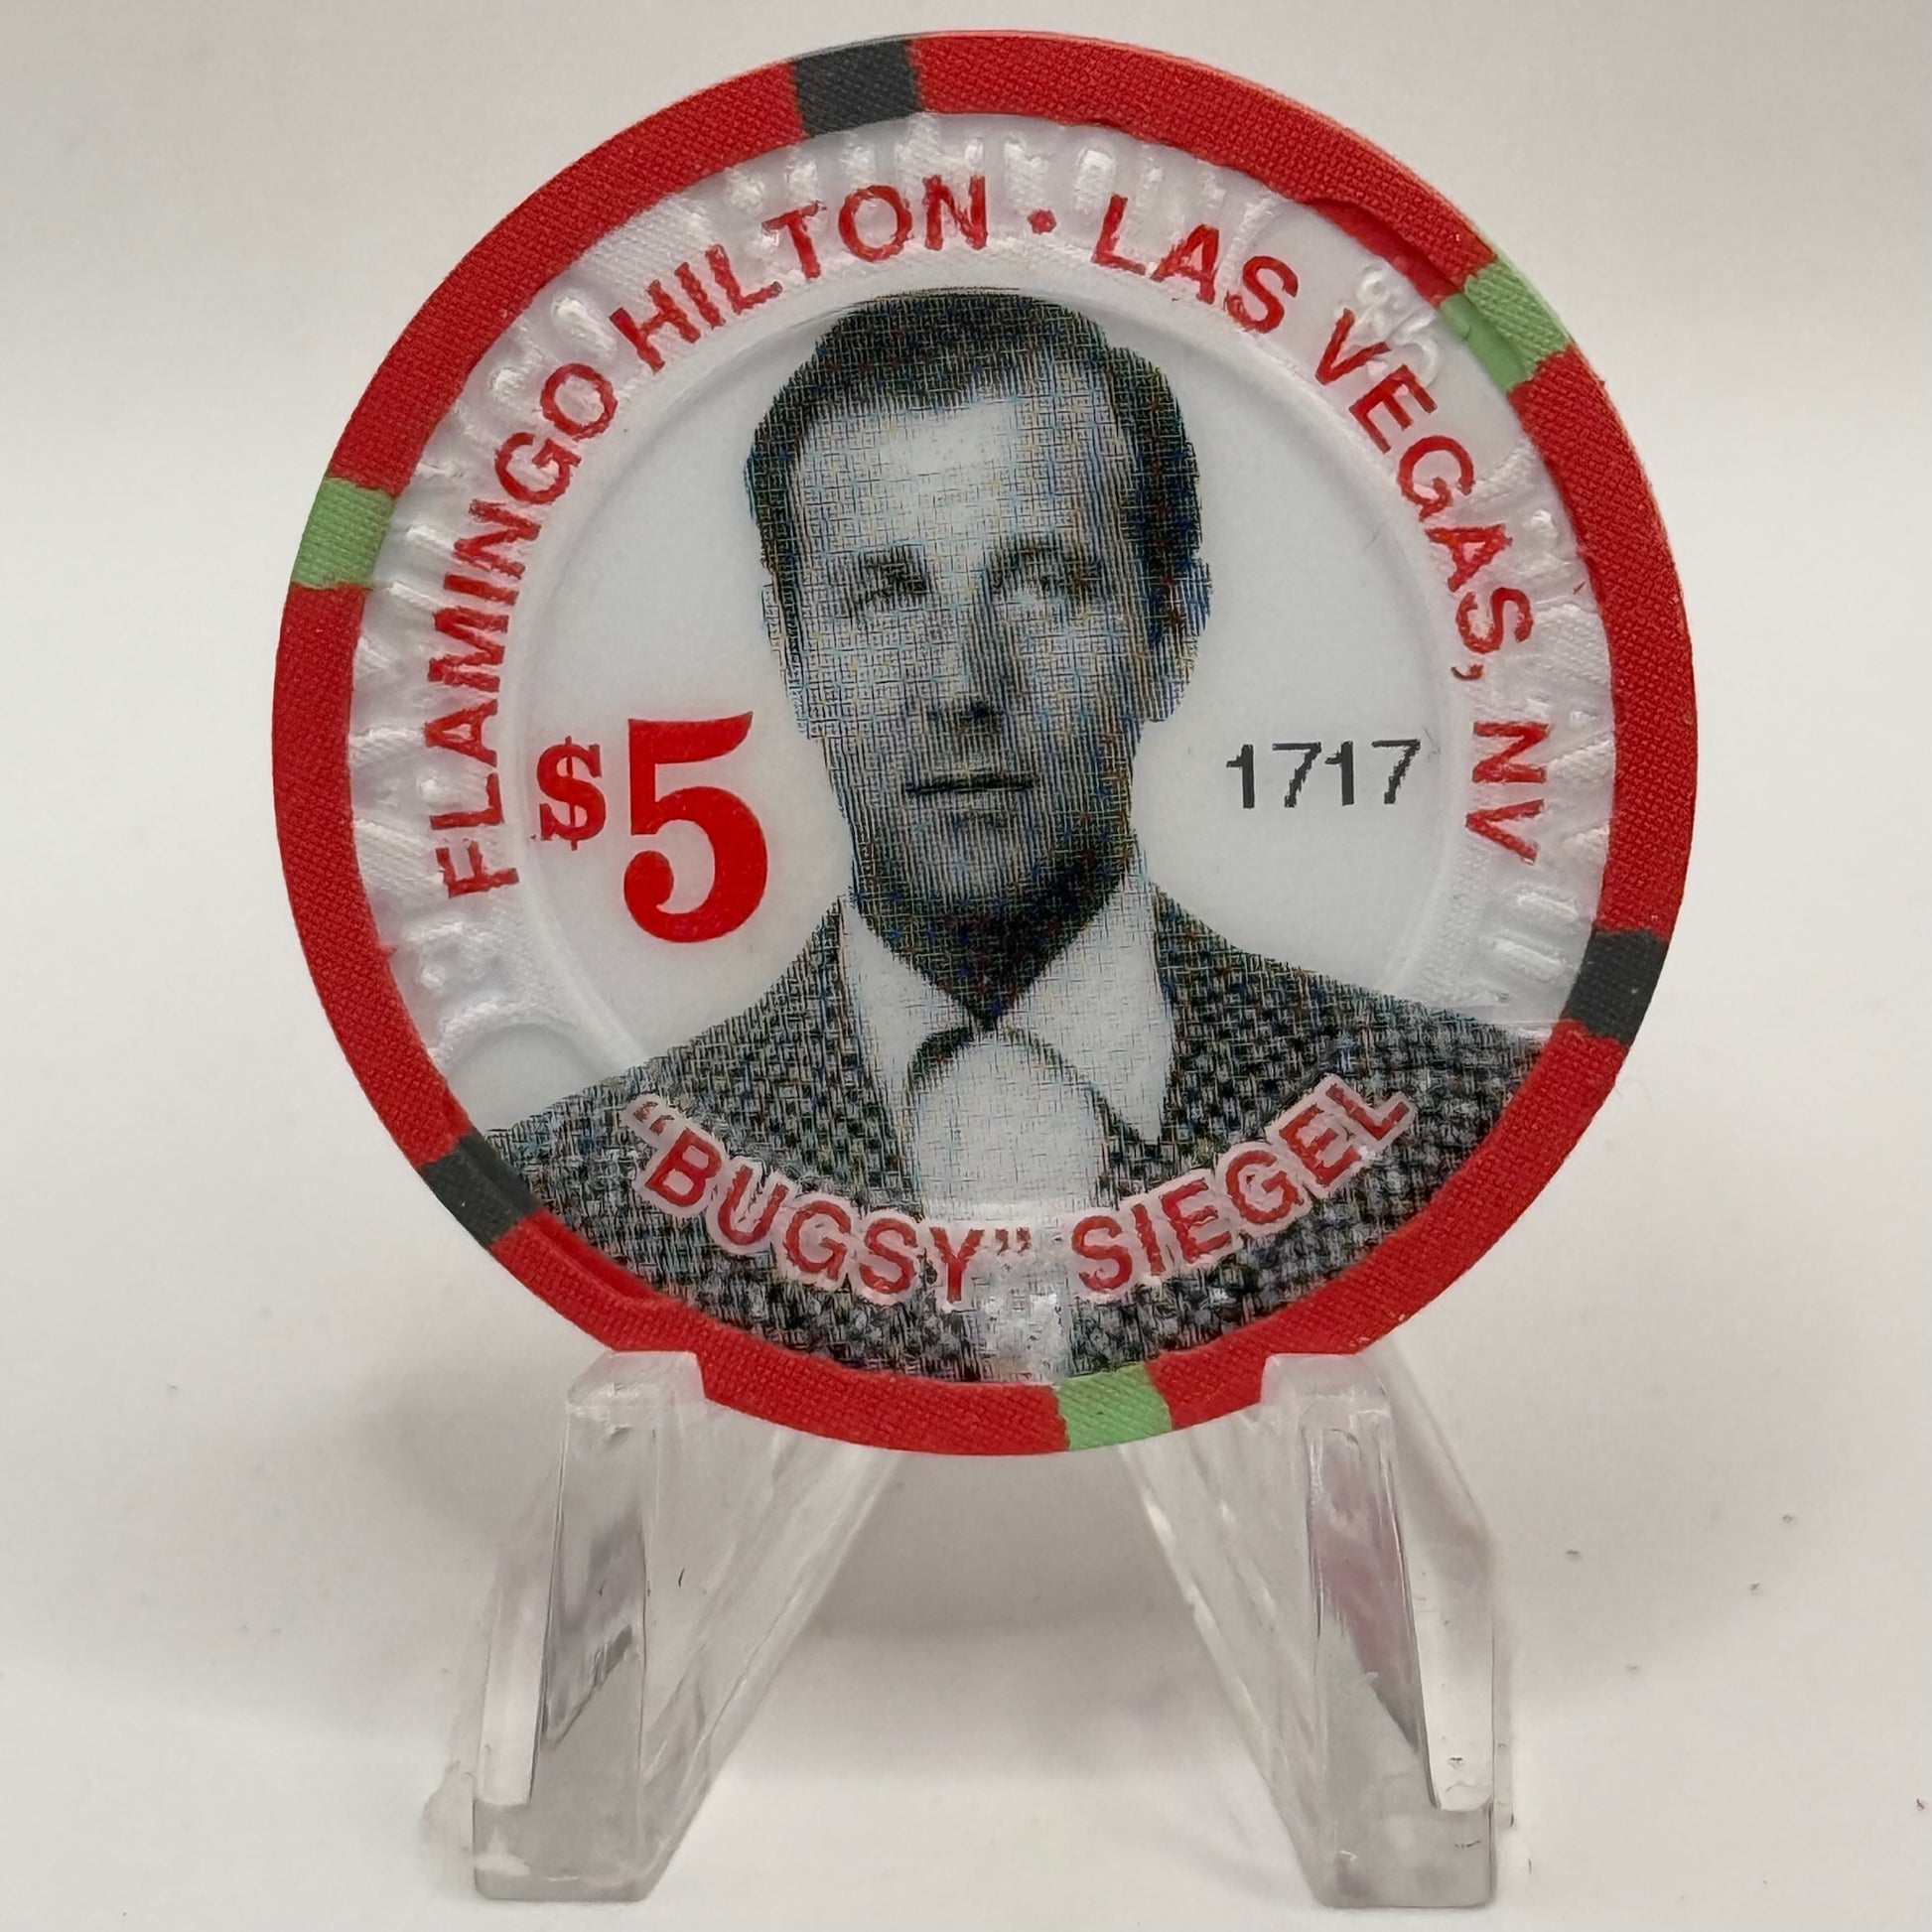 FLAMINGO HILTON • LAS VEGAS, NV
$5
1717
“BUGSY” SIEGEL